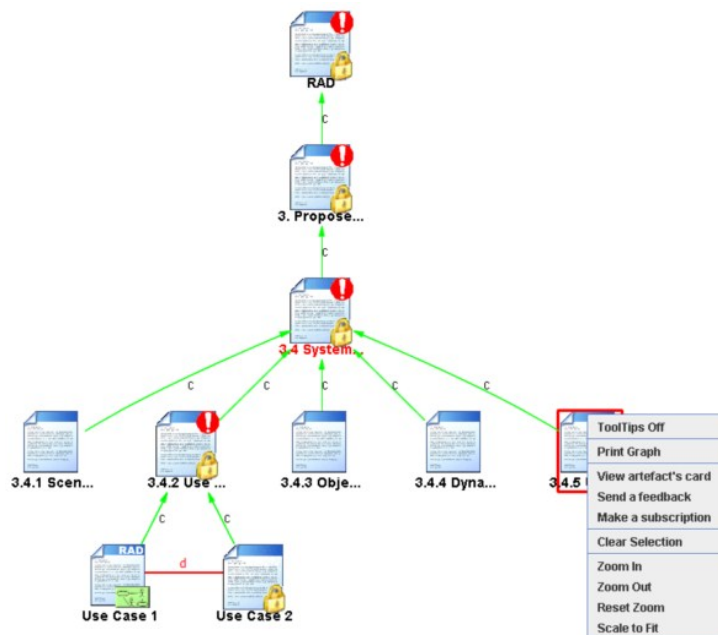 RAD
C
3. Propose...
C
3.4 System...
C C C C C
3.4.1 Scen...
3.4.2 Use ...
3.4.3 Obje...
3.4.4 Dyna...
3.4.5
C C
RAD
d
Use Case 1
Use Case 2
ToolTips Off
Print Graph
View artefact's card
Send a feedback
Make a subscription
Clear Selection
Zoom In
Zoom Out
Reset Zoom
Scale to Fit